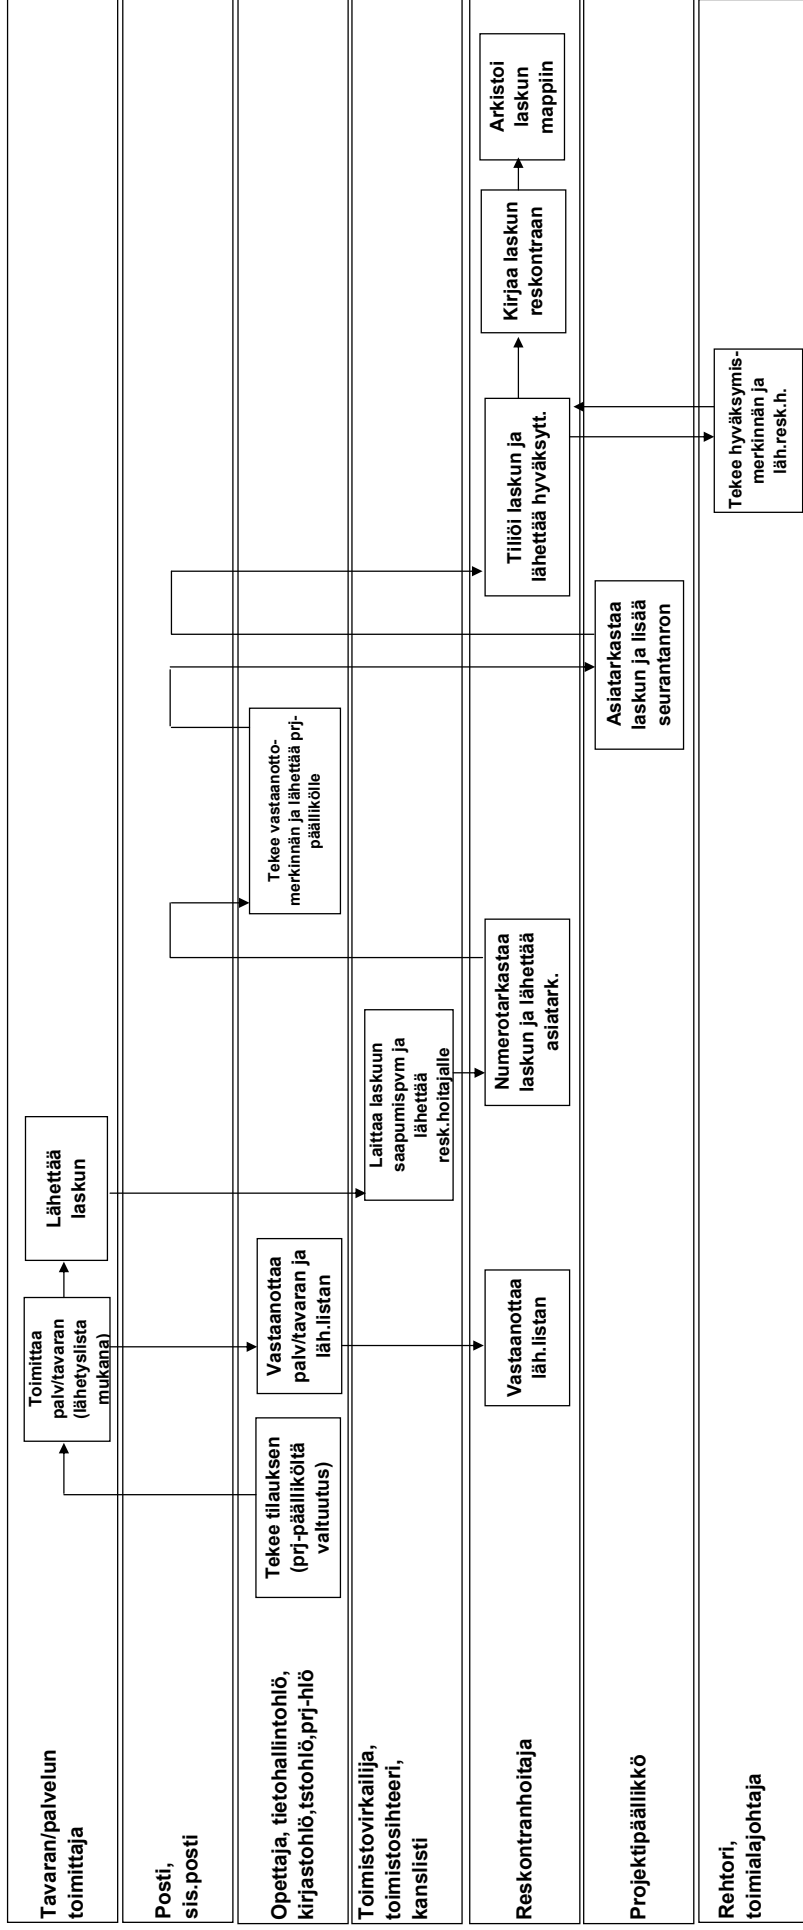 Tavaran/palvelun
toimittaja
Toimittaa
palv/tavaran
(lähetyslista
mukana)
Lähettää
laskun
Posti,
sis.posti
Opettaja, tietohallintohlö,
kirjastohlö,tstohlö,prj-hlö
Tekee tilauksen
(prj-päälliköltä
valtuutus)
Vastaanottaa
palv/tavaran ja
läh.listan
Tekee vastaanotto-
merkinnän ja lähettää prj-
päällikölle
Toimistovirkailija,
toimistosihteeri,
kanslisti
Laittaa laskuun
saapumispvm ja
lähettää
resk.hoitajalle
Reskontranhoitaja
Vastaanottaa
läh.listan
Numerotarkastaa
laskun ja lähettää
asiatark.
Tiliöi laskun ja
lähettää hyväksytt.
Kirjaa laskun
reskontraan
Arkistoi
laskun
mappiin
Projektipäällikkö
Asiatarkastaa
laskun ja lisää
seurantanron
Rehtori,
toimialajohtaja
Tekee hyväksymis-
merkinnän ja
läh.resk.h.